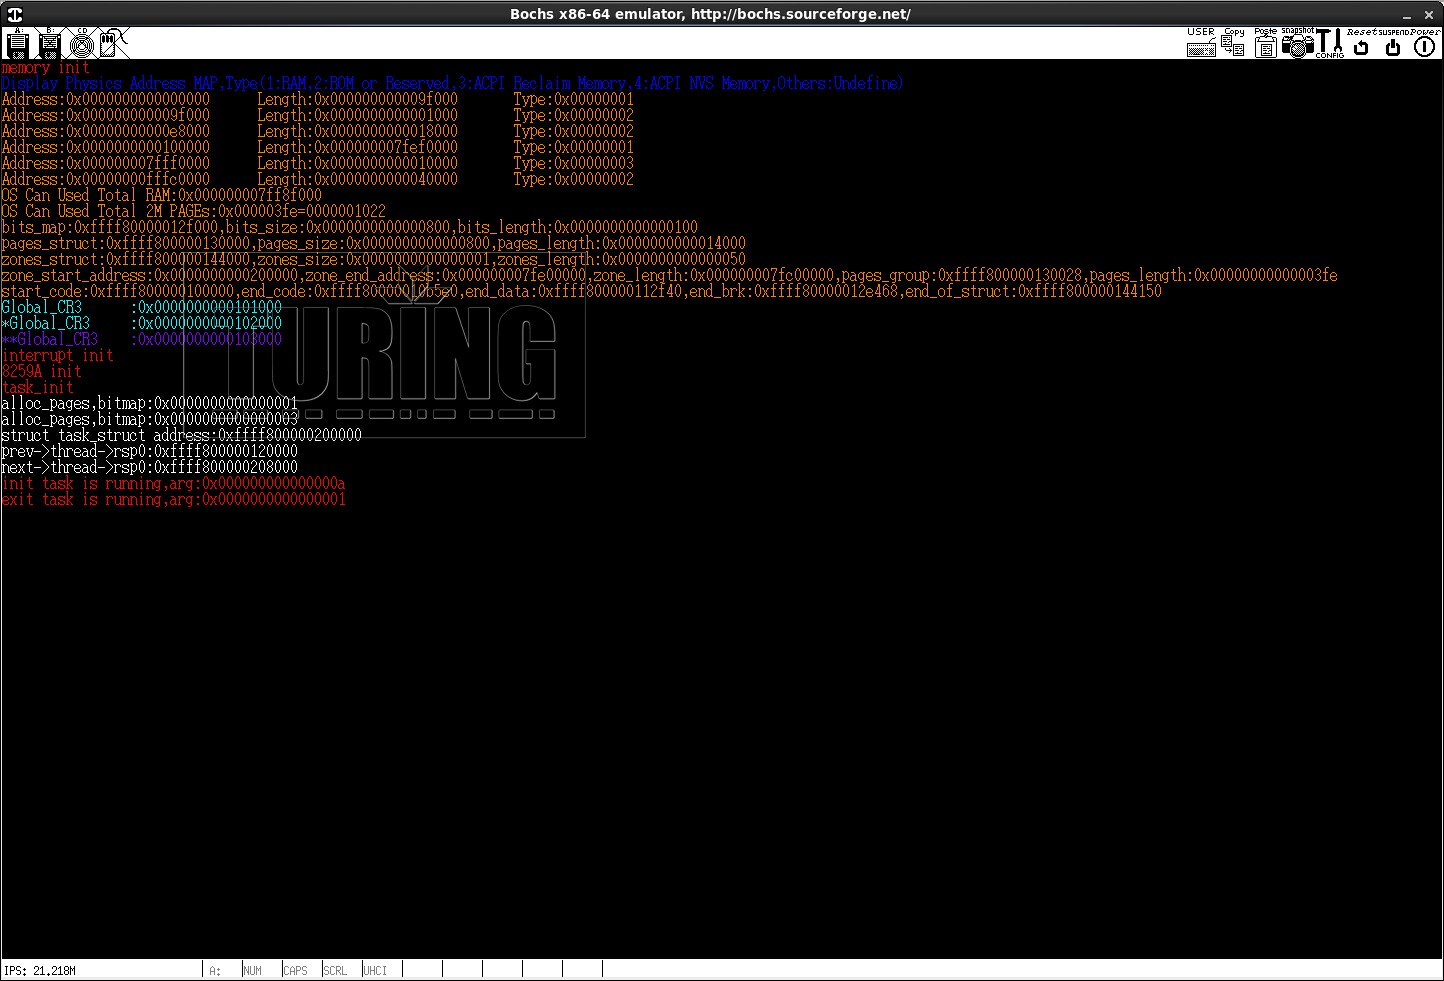 Bochs x86-64 emulator, http://bochs.sourceforge.net/
A: B: CD USER Copy Paste snapshot CONFIG Reset SUSPEND Power
memory init
Display Physics Address MAP,Type(1:RAM,2:ROM or Reserved,3:ACPI Reclaim Memory,4:ACPI NVS Memory,Others:Undefine)
Address:0x0000000000000000 Length:0x000000000009f000 Type:0x00000001
Address:0x000000000009f000 Length:0x0000000000001000 Type:0x00000002
Address:0x00000000000e8000 Length:0x0000000000018000 Type:0x00000002
Address:0x0000000000100000 Length:0x000000007fef0000 Type:0x00000001
Address:0x000000007fff0000 Length:0x0000000000010000 Type:0x00000003
Address:0x00000000fffc0000 Length:0x0000000000040000 Type:0x00000002
OS Can Used Total RAM:0x000000007ff8f000
OS Can Used Total 2M PAGEs:0x000003fe=0000001022
bits_map:0xffff80000012f000,bits_size:0x0000000000000800,bits_length:0x0000000000000100
pages_struct:0xffff800000130000,pages_size:0x0000000000000800,pages_length:0x0000000000014000
zones_struct:0xffff800000144000,zones_size:0x0000000000000001,zones_length:0x0000000000000050
zone_start_address:0x0000000000200000,zone_end_address:0x000000007fe00000,zone_length:0x000000007fc00000,pages_group:0xffff800000130028,pages_length:0x00000000000003fe
start_code:0xffff800000100000,end_code:0xffff80000010b5e0,end_data:0xffff800000112f40,end_brk:0xffff80000012e468,end_of_struct:0xffff800000144150
Global_CR3 :0x0000000000101000
*Global_CR3 :0x0000000000102000
**Global_CR3 :0x0000000000103000
interrupt init
8259A init
task_init
TURING
alloc_pages,bitmap:0x0000000000000001
alloc_pages,bitmap:0x0000000000000003
struct task_struct address:0xffff800000200000
prev->thread->rsp0:0xffff800000120000
next->thread->rsp0:0xffff800000208000
init task is running,arg:0x000000000000000a
exit task is running,arg:0x0000000000000001
IPS: 21.218M A: NUM CAPS SCRL UHCI